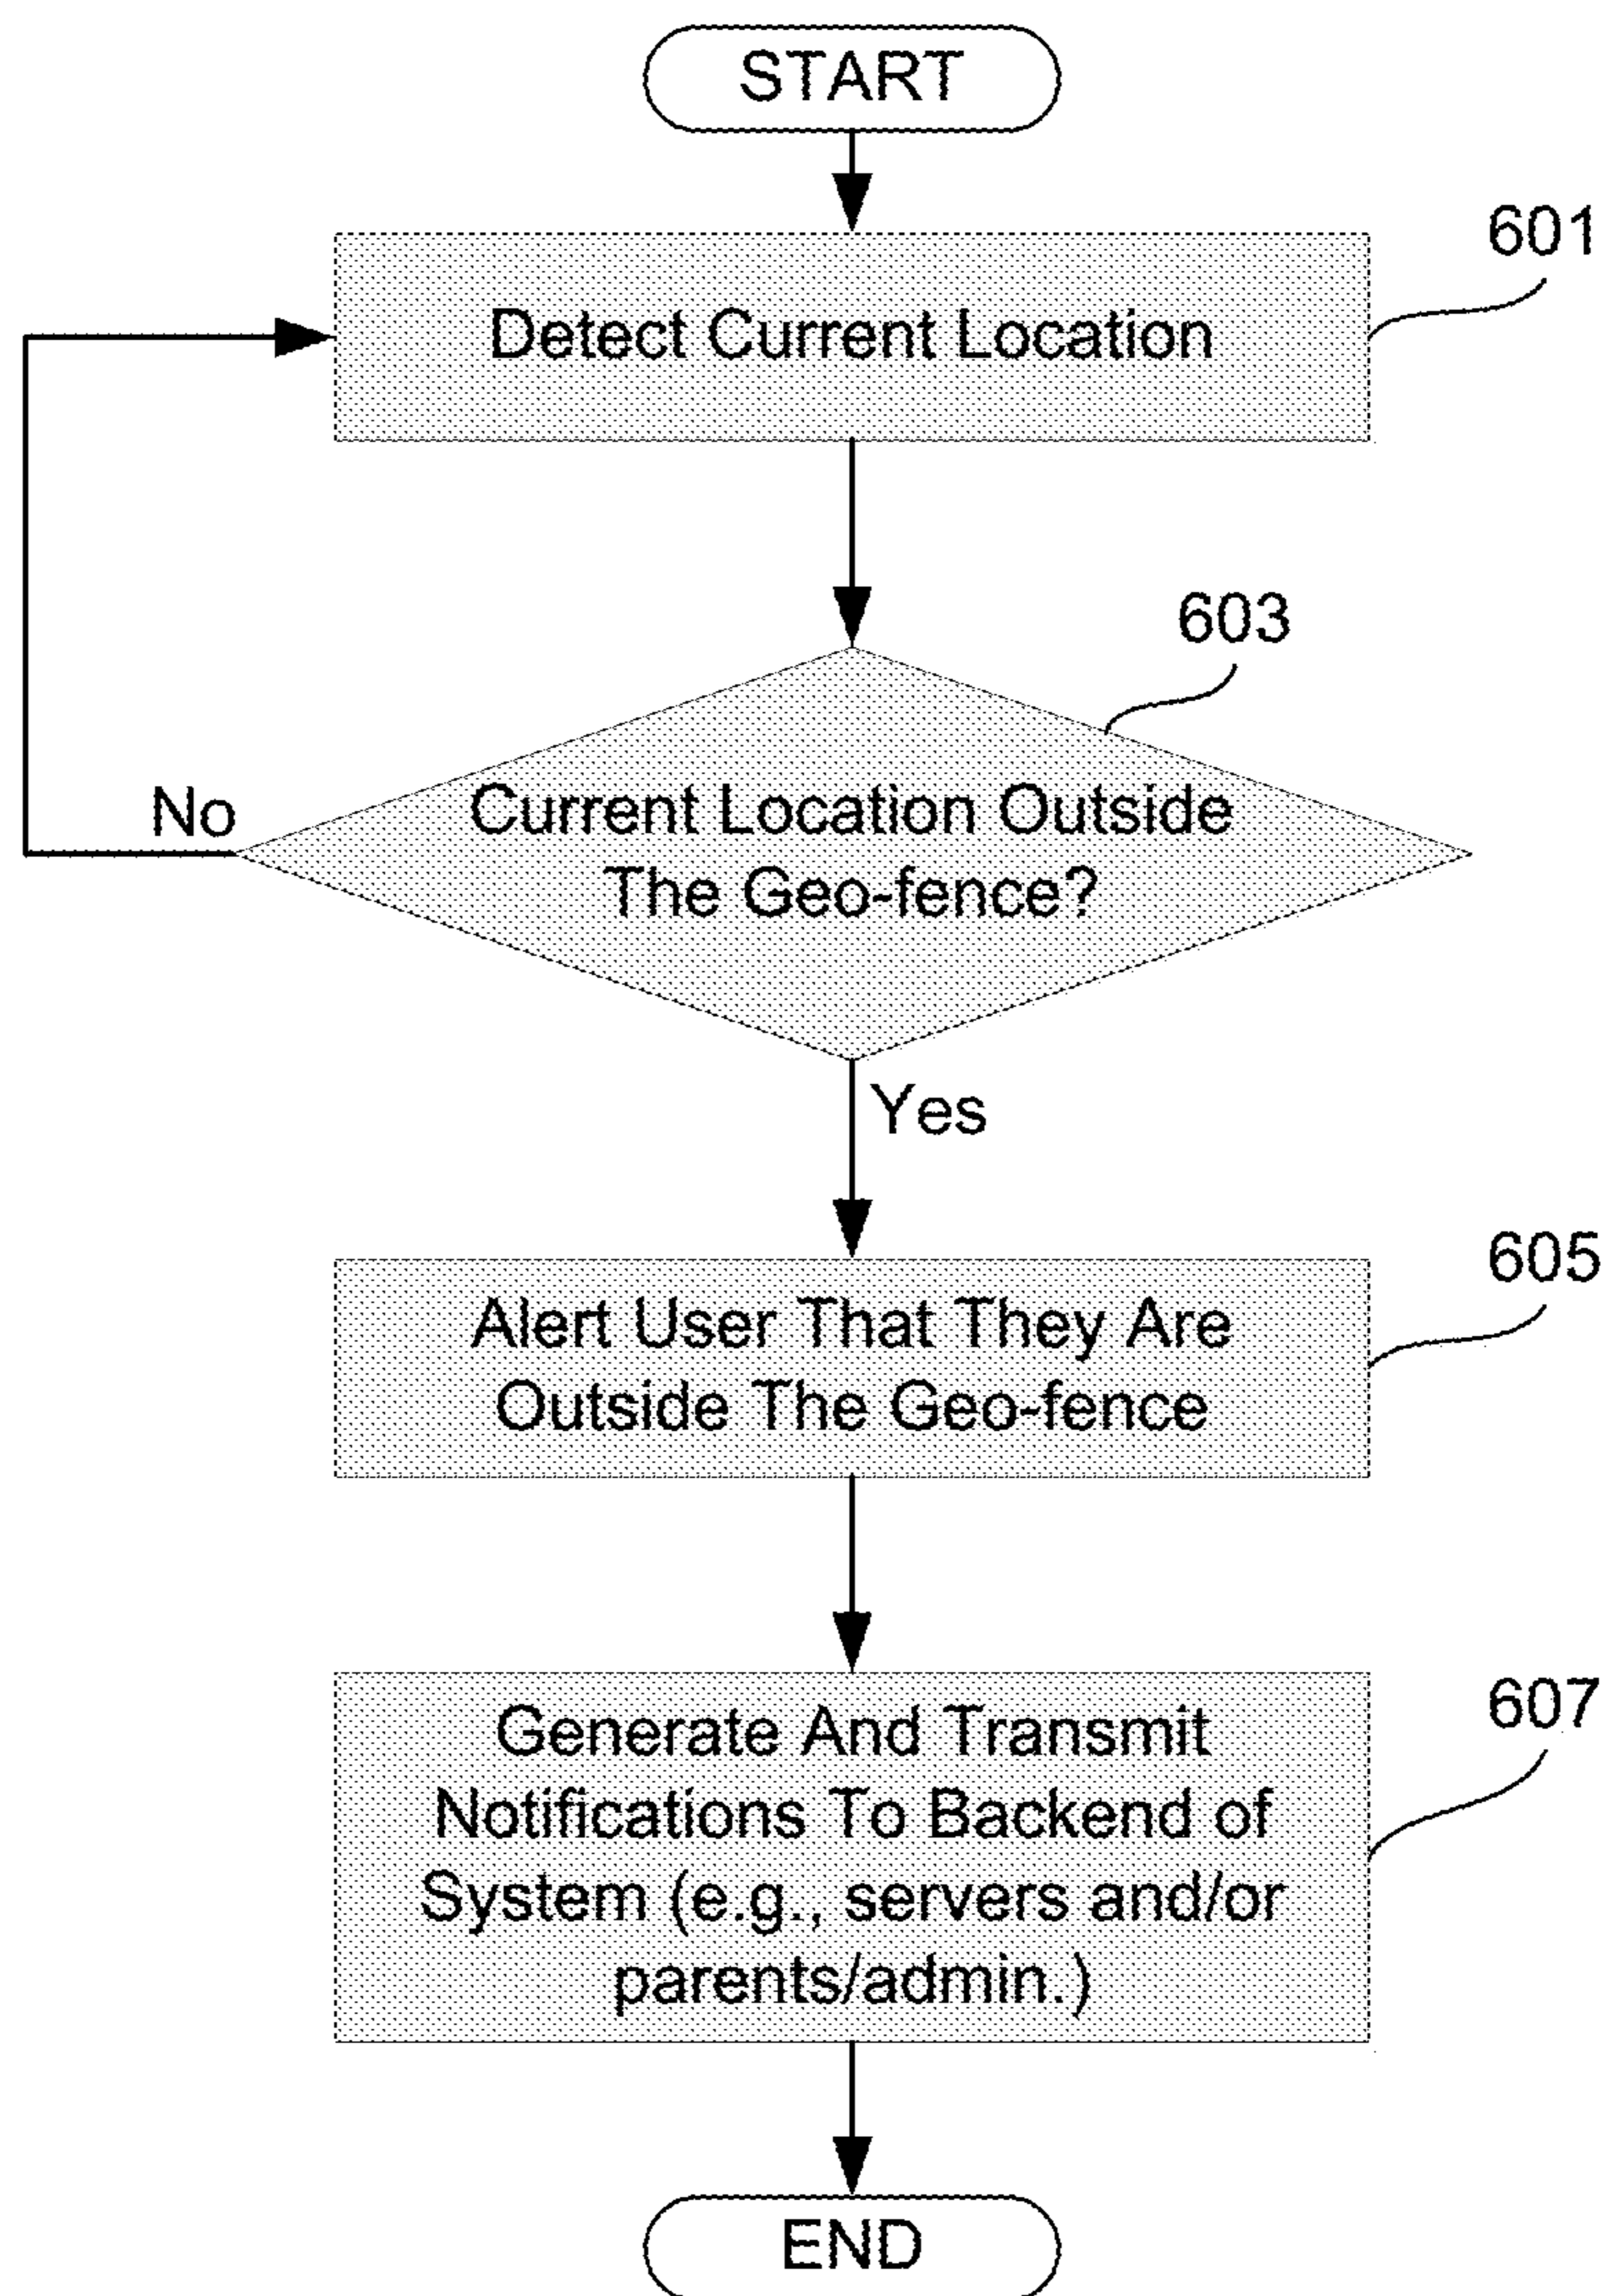 START
601
Detect Current Location
603
No
Current Location Outside
The Geo-fence?
Yes
605
Alert User That They Are
Outside The Geo-fence
607
Generate And Transmit
Notifications To Backend of
System (e.g., servers and/or
parents/admin.)
END